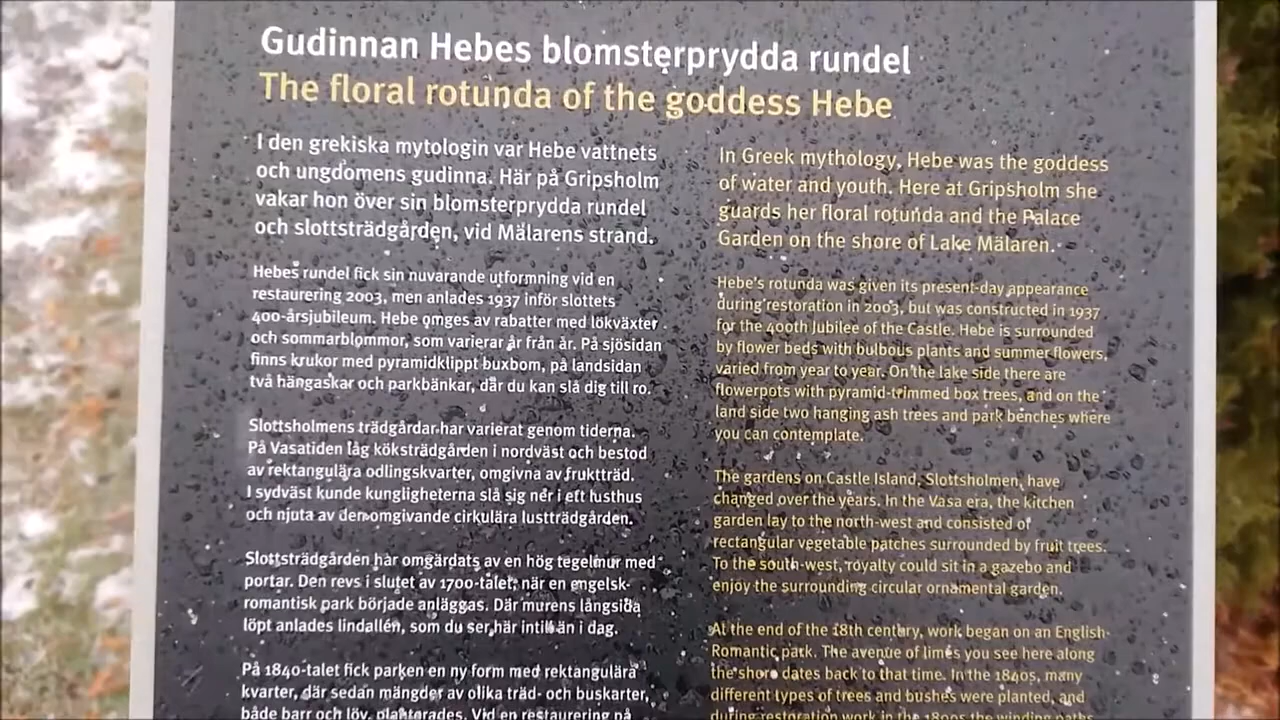 Gudinnan Hebes blomsterprydda rundel
The floral rotunda of the goddess Hebe
I den grekiska mytologin var Hebe vattnets
och ungdomens gudinna. Här på Gripsholm
vakar hon över sin blomsterprydda rundel
och slottsträdgården, vid Mälarens strand.
Hebes rundel fick sin nuvarande utformning vid en
restaurering 2003, men anlades 1937 inför slottets
400-årsjubileum. Hebe omges av rabatter med lökväxter
och sommarblommor, som varierar år från år. På sjösidan
finns krukor med pyramidklippt buxbom, på landsidan
två hängaskar och parkbänkar, där du kan slå dig till ro.
Slottsholmens trädgårdar har varierat genom tiderna.
På Vasatiden låg köksträdgården i nordväst och bestod
av rektangulära odlingskvarter, omgivna av fruktträd.
I sydväst kunde kungligheterna slå sig ner i ett lusthus
och njuta av den omgivande cirkulära lustträdgården.
Slottsträdgården har omgärdats av en hög tegelmur med
portar. Den revs i slutet av 1700-talet, när en engelsk-
romantisk park började anläggas. Där murens långsida
löpt anlades lindallén, som du ser här intill än i dag.
På 1840-talet fick parken en ny form med rektangulära
kvarter, där sedan mängder av olika träd- och buskarter,
både barr och löv, planterades. Vid en restaurering på
In Greek mythology, Hebe was the goddess
of water and youth. Here at Gripsholm she
guards her floral rotunda and the Palace
Garden on the shore of Lake Mälaren.
Hebe's rotunda was given its present-day appearance
during restoration in 2003, but was constructed in 1937
for the 400th Jubilee of the Castle. Hebe is surrounded
by flower beds with bulbous plants and summer flowers,
varied from year to year. On the lake side there are
flowerpots with pyramid-trimmed box trees, and on the
land side two hanging ash trees and park benches where
you can contemplate.
The gardens on Castle Island, Slottsholmen, have
changed over the years. In the Vasa era, the kitchen
garden lay to the north-west and consisted of
rectangular vegetable patches surrounded by fruit trees.
To the south-west, royalty could sit in a gazebo and
enjoy the surrounding circular ornamental garden.
At the end of the 18th century, work began on an English-
Romantic park. The avenue of limes you see here along
the shore dates back to that time. In the 1840s, many
different types of trees and bushes were planted, and
during restoration work in the 1890s the winding paths